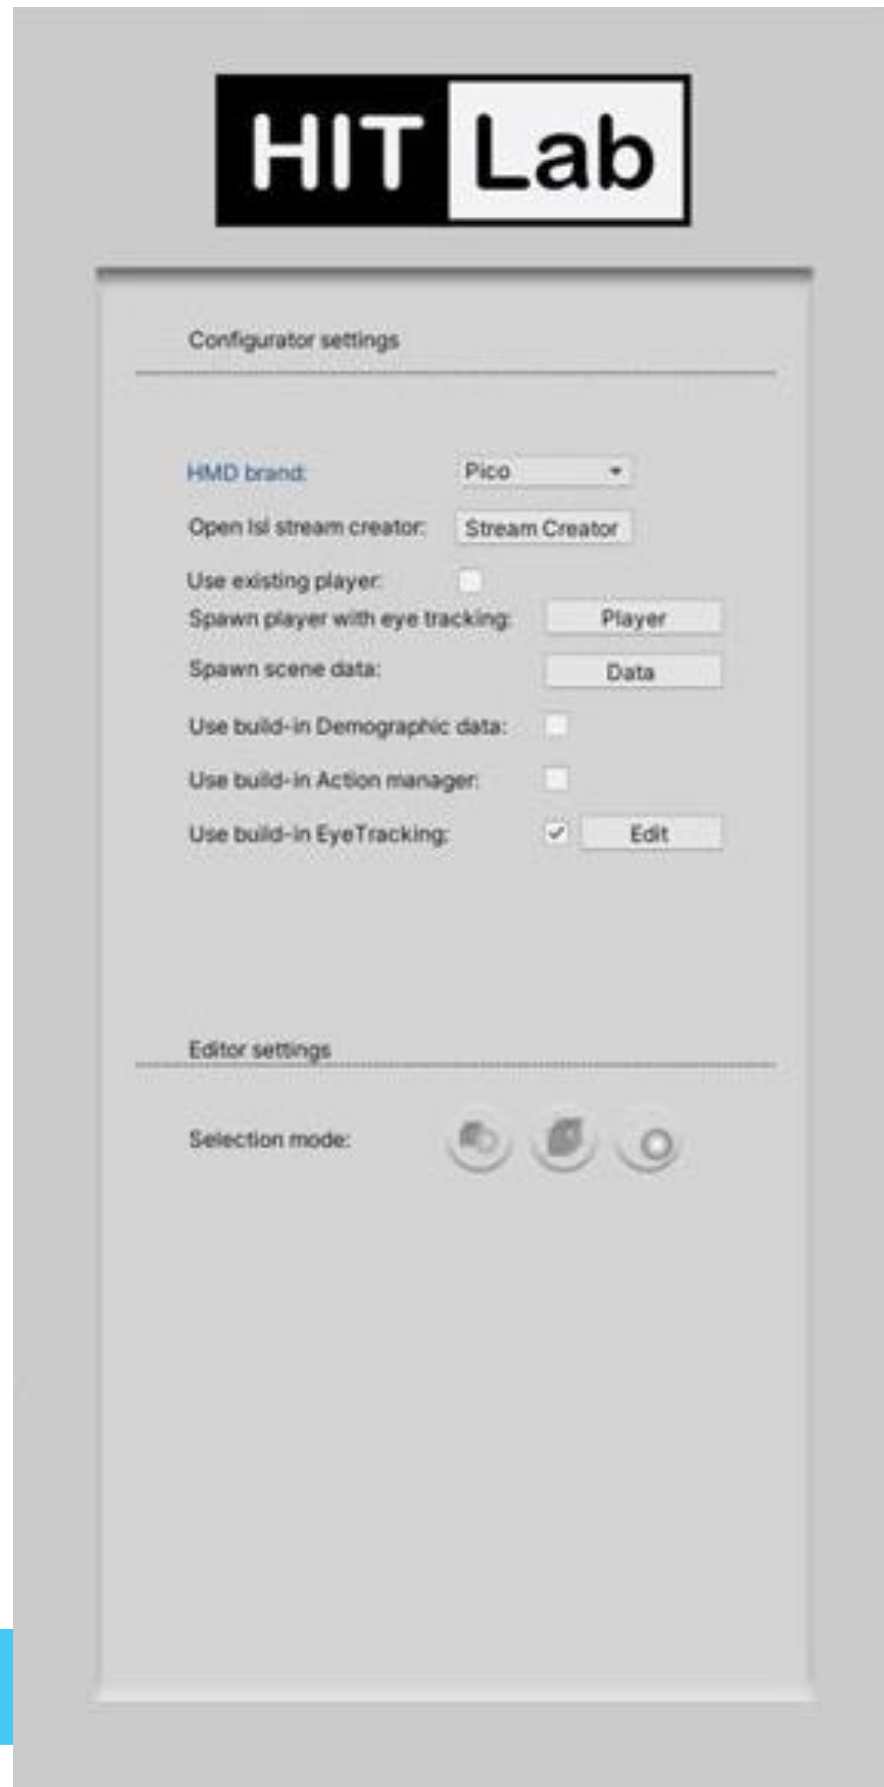 HIT Lab
Configurator settings
HMD brand: Pico
Open lsl stream creator: Stream Creator
Use existing player:
Spawn player with eye tracking: Player
Spawn scene data: Data
Use build-in Demographic data:
Use build-in Action manager:
Use build-in EyeTracking: Edit
Editor settings
Selection mode: